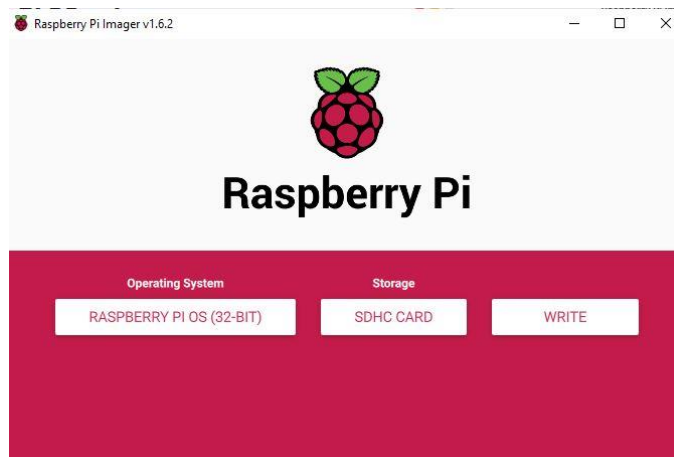 Raspberry Pi Imager v1.6.2
Raspberry Pi
Operating System
Storage
RASPBERRY PI OS (32-BIT)
SDHC CARD
WRITE